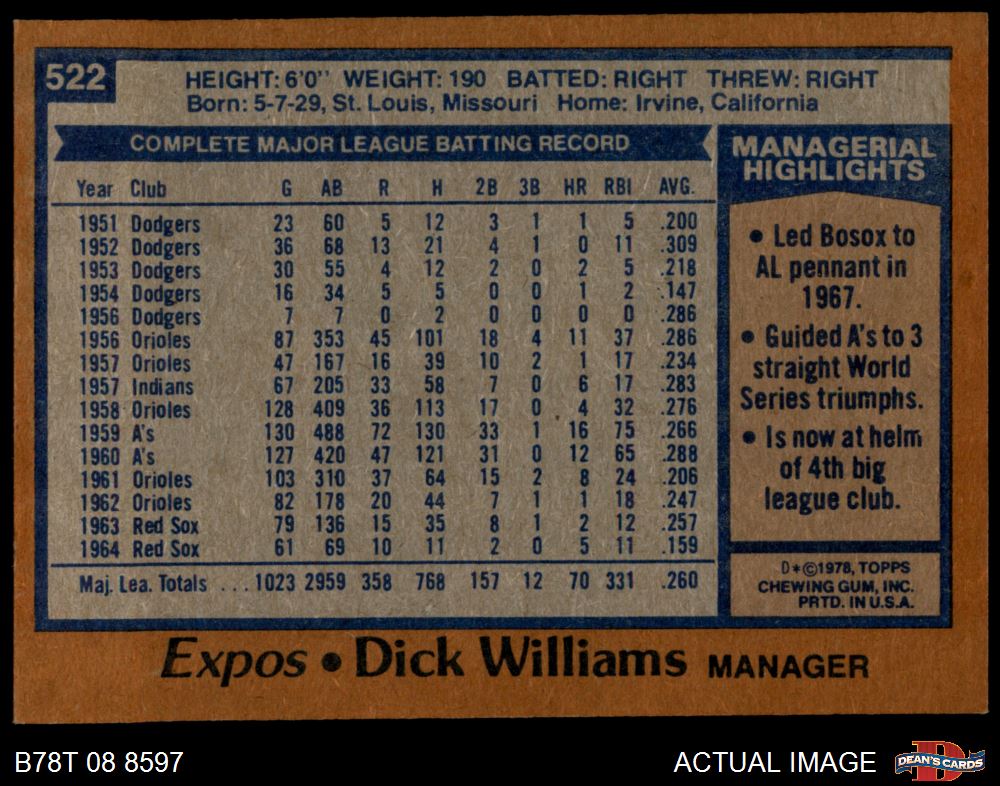 522
HEIGHT: 6'0" WEIGHT: 190 BATTED: RIGHT THREW: RIGHT
Born: 5-7-29, St. Louis, Missouri Home: Irvine, California
COMPLETE MAJOR LEAGUE BATTING RECORD
Year Club G AB R H 2B 3B HR RBI AVG.
1951 Dodgers 23 60 5 12 3 1 1 5 .200
1952 Dodgers 36 68 13 21 4 1 0 11 .309
1953 Dodgers 30 55 4 12 2 0 2 5 .218
1954 Dodgers 16 34 5 5 0 0 1 2 .147
1956 Dodgers 7 7 0 2 0 0 0 0 .286
1956 Orioles 87 353 45 101 18 4 11 37 .286
1957 Orioles 47 167 16 39 10 2 1 17 .234
1957 Indians 67 205 33 58 7 0 6 17 .283
1958 Orioles 128 409 36 113 17 0 4 32 .276
1959 A's 130 488 72 130 33 1 16 75 .266
1960 A's 127 420 47 121 31 0 12 65 .288
1961 Orioles 103 310 37 64 15 2 8 24 .206
1962 Orioles 82 178 20 44 7 1 1 18 .247
1963 Red Sox 79 136 15 35 8 1 2 12 .257
1964 Red Sox 61 69 10 11 2 0 5 11 .159
Maj. Lea. Totals ... 1023 2959 358 768 157 12 70 331 .260
MANAGERIAL
HIGHLIGHTS
• Led Bosox to
AL pennant in
1967.
• Guided A's to 3
straight World
Series triumphs.
• Is now at helm
of 4th big
league club.
D*©1978, TOPPS
CHEWING GUM, INC.
PRTD. IN U.S.A.
Expos • Dick Williams MANAGER
B78T 08 8597
ACTUAL IMAGE
D
DEAN'S CARDS